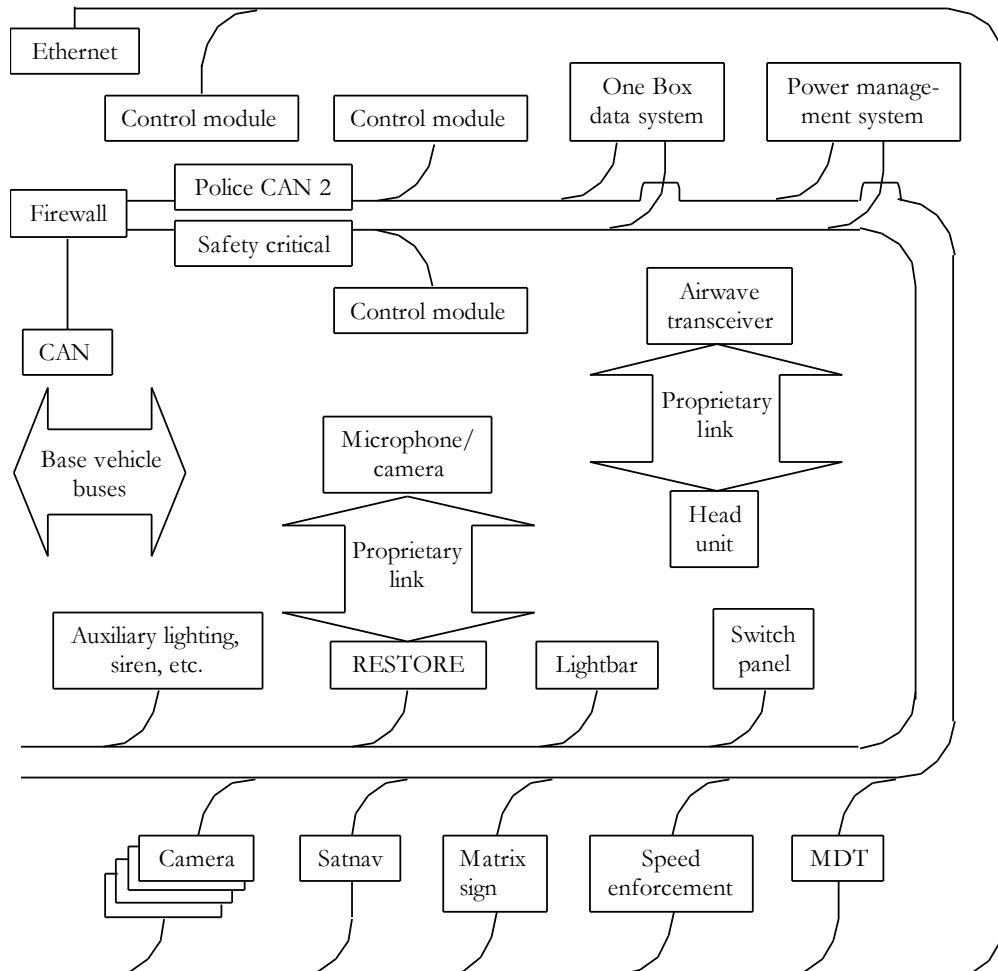 Ethernet
Control module
Control module
One Box
data system
Power manage-
ment system
Police CAN 2
Firewall
Safety critical
Control module
Airwave
transceiver
CAN
Proprietary
link
Microphone/
camera
Base vehicle
buses
Head
unit
Proprietary
link
Auxiliary lighting,
siren, etc.
RESTORE
Lightbar
Switch
panel
Camera
Satnav
Matrix
sign
Speed
enforcement
MDT